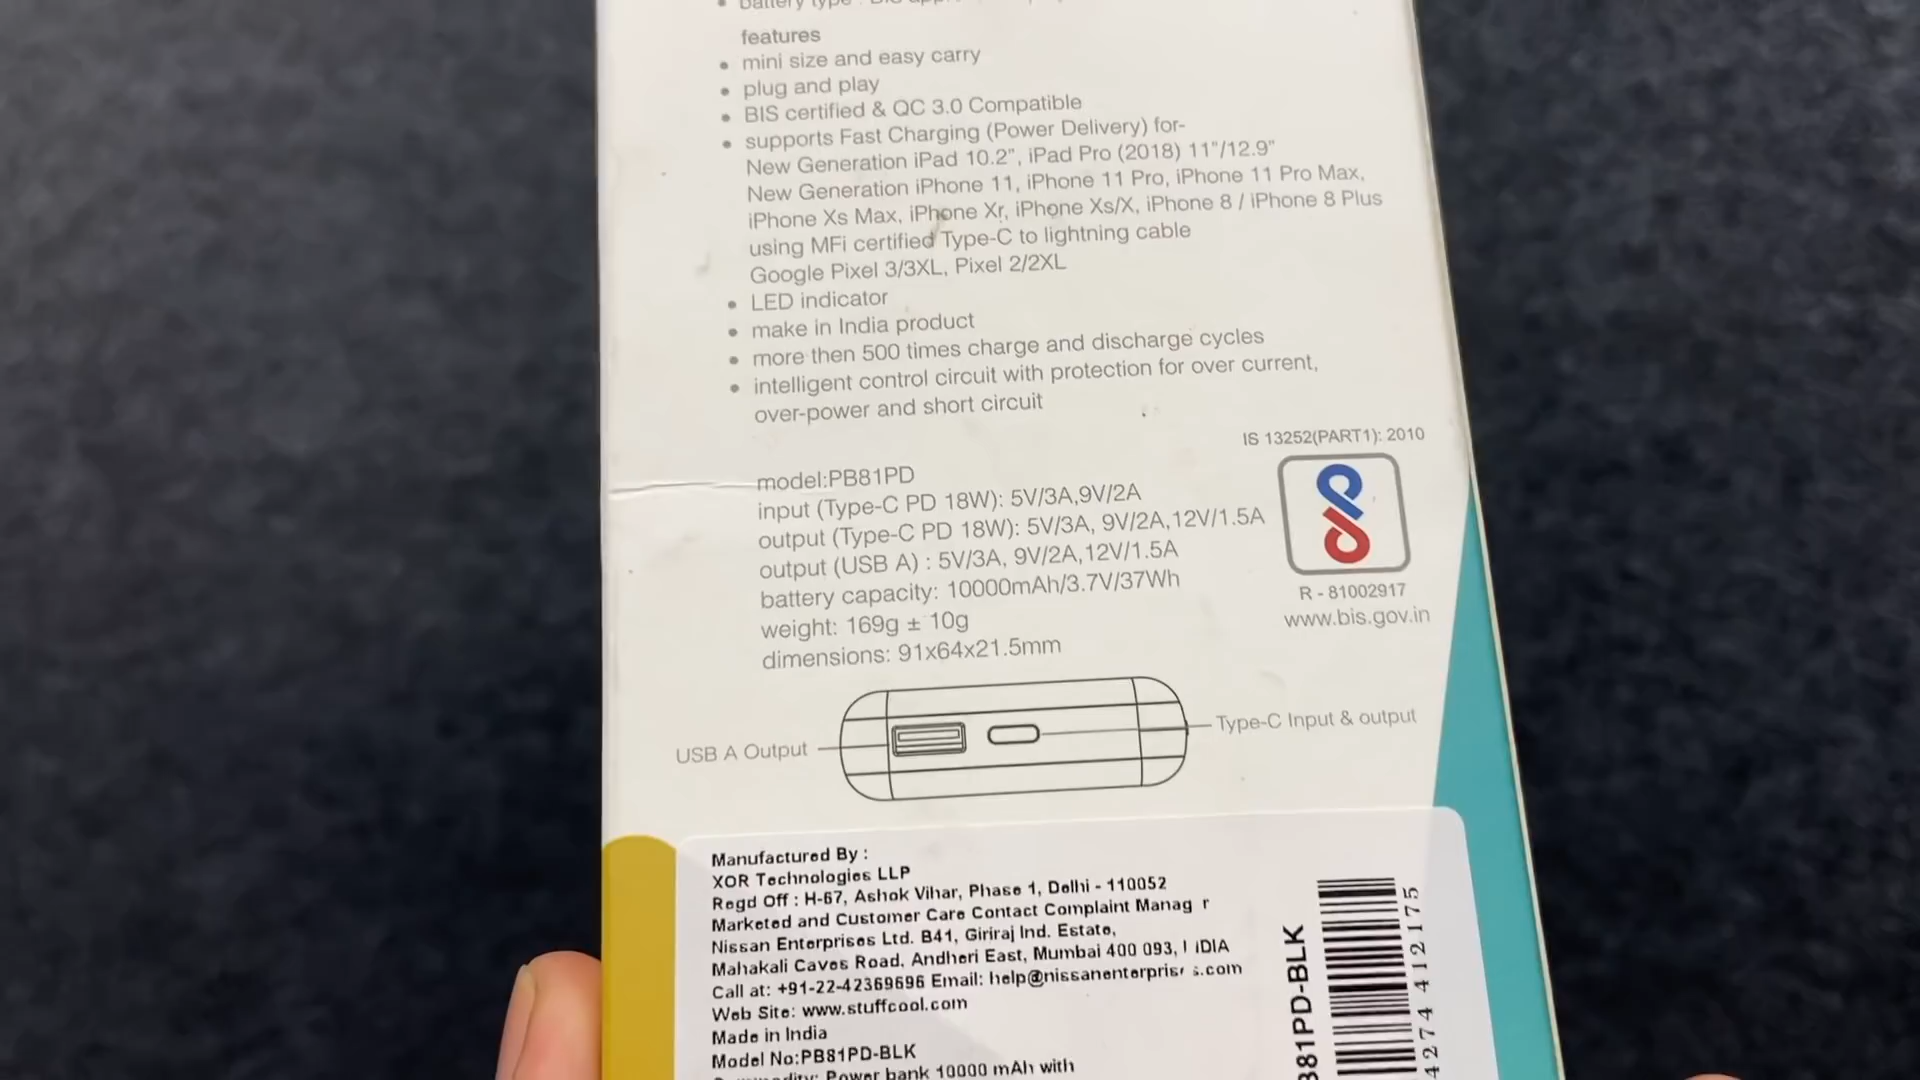 battery type : BIS
features
• mini size and easy carry
• plug and play
• BIS certified & QC 3.0 Compatible
• supports Fast Charging (Power Delivery) for-
New Generation iPad 10.2", iPad Pro (2018) 11"/12.9"
New Generation iPhone 11, iPhone 11 Pro, iPhone 11 Pro Max,
iPhone Xs Max, iPhone Xr, iPhone Xs/X, iPhone 8 / iPhone 8 Plus
using MFi certified Type-C to lightning cable
Google Pixel 3/3XL, Pixel 2/2XL
• LED indicator
• make in India product
• more then 500 times charge and discharge cycles
• intelligent control circuit with protection for over current,
over-power and short circuit
IS 13252(PART1): 2010
model:PB81PD
input (Type-C PD 18W): 5V/3A,9V/2A
output (Type-C PD 18W): 5V/3A, 9V/2A,12V/1.5A
output (USB A) : 5V/3A, 9V/2A,12V/1.5A
battery capacity: 10000mAh/3.7V/37Wh
weight: 169g ± 10g
dimensions: 91x64x21.5mm
R - 81002917
www.bis.gov.in
USB A Output
Type-C Input & output
Manufactured By :
XOR Technologies LLP
Regd Off : H-67, Ashok Vihar, Phase 1, Delhi - 110052
Marketed and Customer Care Contact Complaint Manag r
Nissan Enterprises Ltd. B41, Giriraj Ind. Estate,
Mahakali Caves Road, Andheri East, Mumbai 400 093, I IDIA
Call at: +91-22-42369696 Email: help@nissanenterpris s.com
Web Site: www.stuffcool.com
Made in India
Model No:PB81PD-BLK
Power bank 10000 mAh with
B81PD-BLK
4274 412175